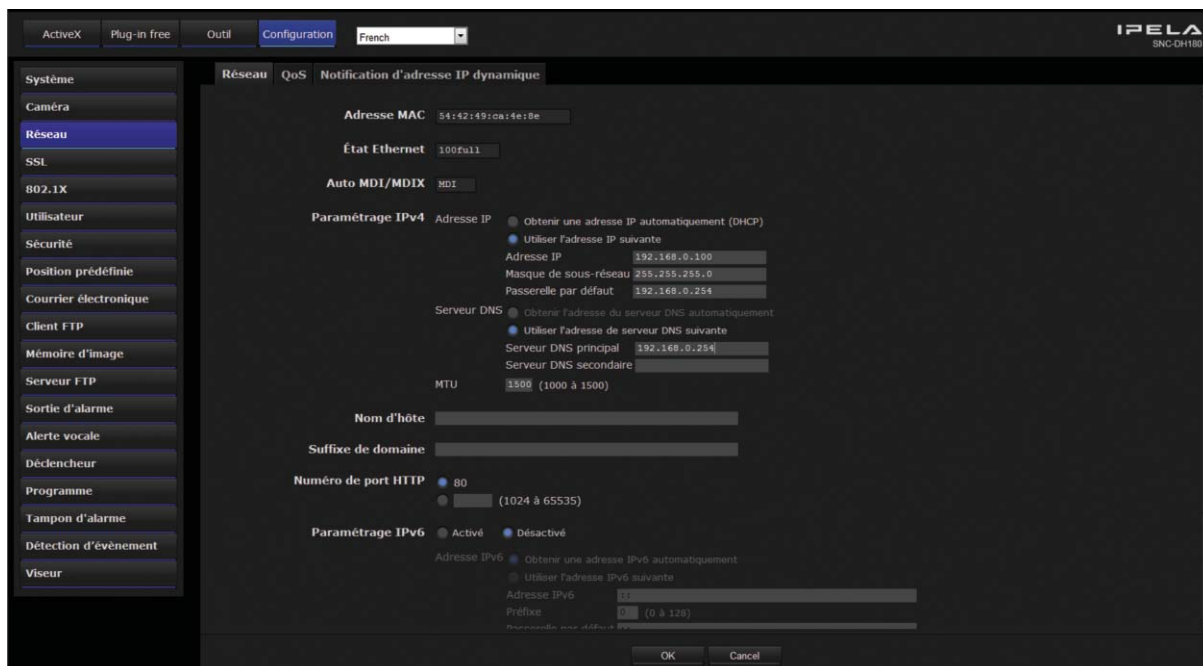 ActiveX Plug-in free Outil Configuration French
IPELA
SNC-DH180
Système
Caméra
Réseau
SSL
802.1X
Utilisateur
Sécurité
Position prédéfinie
Courrier électronique
Client FTP
Mémoire d'image
Serveur FTP
Sortie d'alarme
Alerte vocale
Déclencheur
Programme
Tampon d'alarme
Détection d'évènement
Viseur
Réseau QoS Notification d'adresse IP dynamique
Adresse MAC 54:42:49:ca:4e:8e
État Ethernet 100full
Auto MDI/MDIX MDI
Paramétrage IPv4 Adresse IP Obtenir une adresse IP automatiquement (DHCP)
Utiliser l'adresse IP suivante
Adresse IP 192.168.0.100
Masque de sous-réseau 255.255.255.0
Passerelle par défaut 192.168.0.254
Serveur DNS Obtenir l'adresse du serveur DNS automatiquement
Utiliser l'adresse de serveur DNS suivante
Serveur DNS principal 192.168.0.254
Serveur DNS secondaire
MTU 1500 (1000 à 1500)
Nom d'hôte
Suffixe de domaine
Numéro de port HTTP 80
(1024 à 65535)
Paramétrage IPv6 Activé Désactivé
Adresse IPv6 Obtenir une adresse IPv6 automatiquement
Utiliser l'adresse IPv6 suivante
Adresse IPv6 ::
Préfixe 0 (0 à 128)
Passerelle par défaut ::
OK Cancel